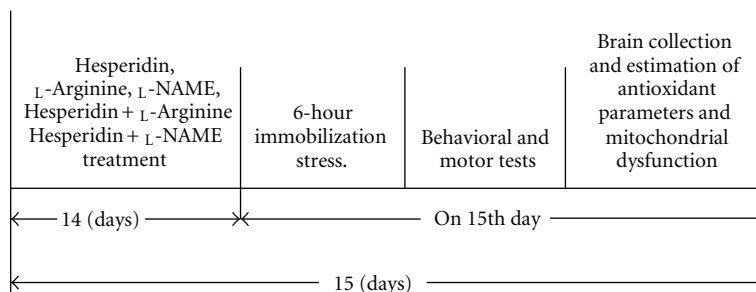 Hesperidin,
L-Arginine, L-NAME,
Hesperidin + L-Arginine
Hesperidin + L-NAME
treatment
6-hour
immobilization
stress.
Behavioral and
motor tests
Brain collection
and estimation of
antioxidant
parameters and
mitochondrial
dysfunction
14 (days)
On 15th day
15 (days)